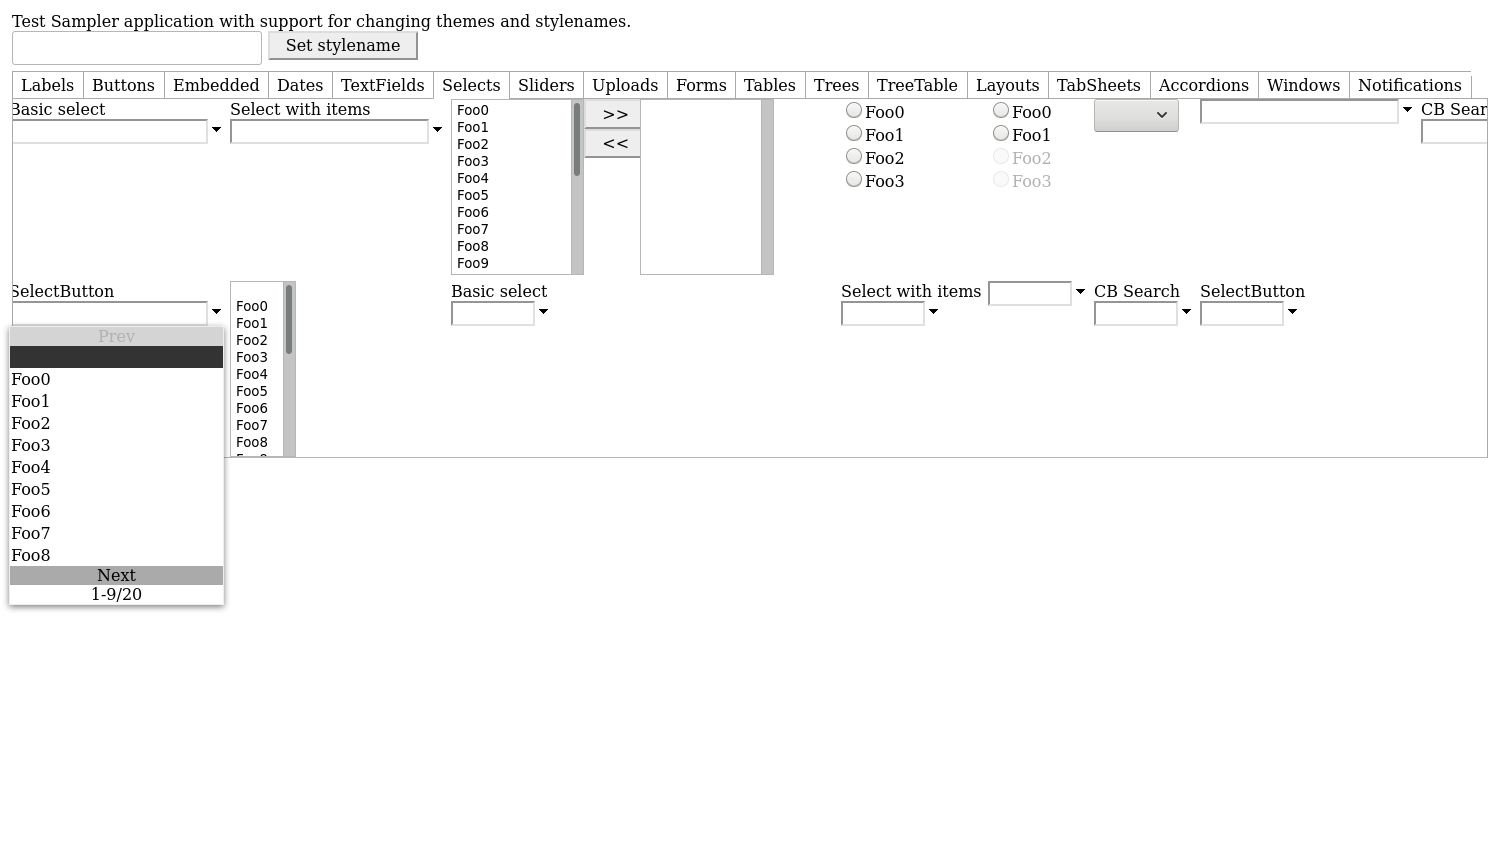 Test Sampler application with support for changing themes and stylenames.
Set stylename
Labels Buttons Embedded Dates TextFields Selects Sliders Uploads Forms Tables Trees TreeTable Layouts TabSheets Accordions Windows Notifications
Basic select
Select with items
Foo0
Foo1
Foo2
Foo3
Foo4
Foo5
Foo6
Foo7
Foo8
Foo9
>>
<<
Foo0
Foo1
Foo2
Foo3
Foo0
Foo1
Foo2
Foo3
CB Sear
SelectButton
Prev
Foo0
Foo1
Foo2
Foo3
Foo4
Foo5
Foo6
Foo7
Foo8
Next
1-9/20
Foo0
Foo1
Foo2
Foo3
Foo4
Foo5
Foo6
Foo7
Foo8
Basic select
Select with items
CB Search
SelectButton